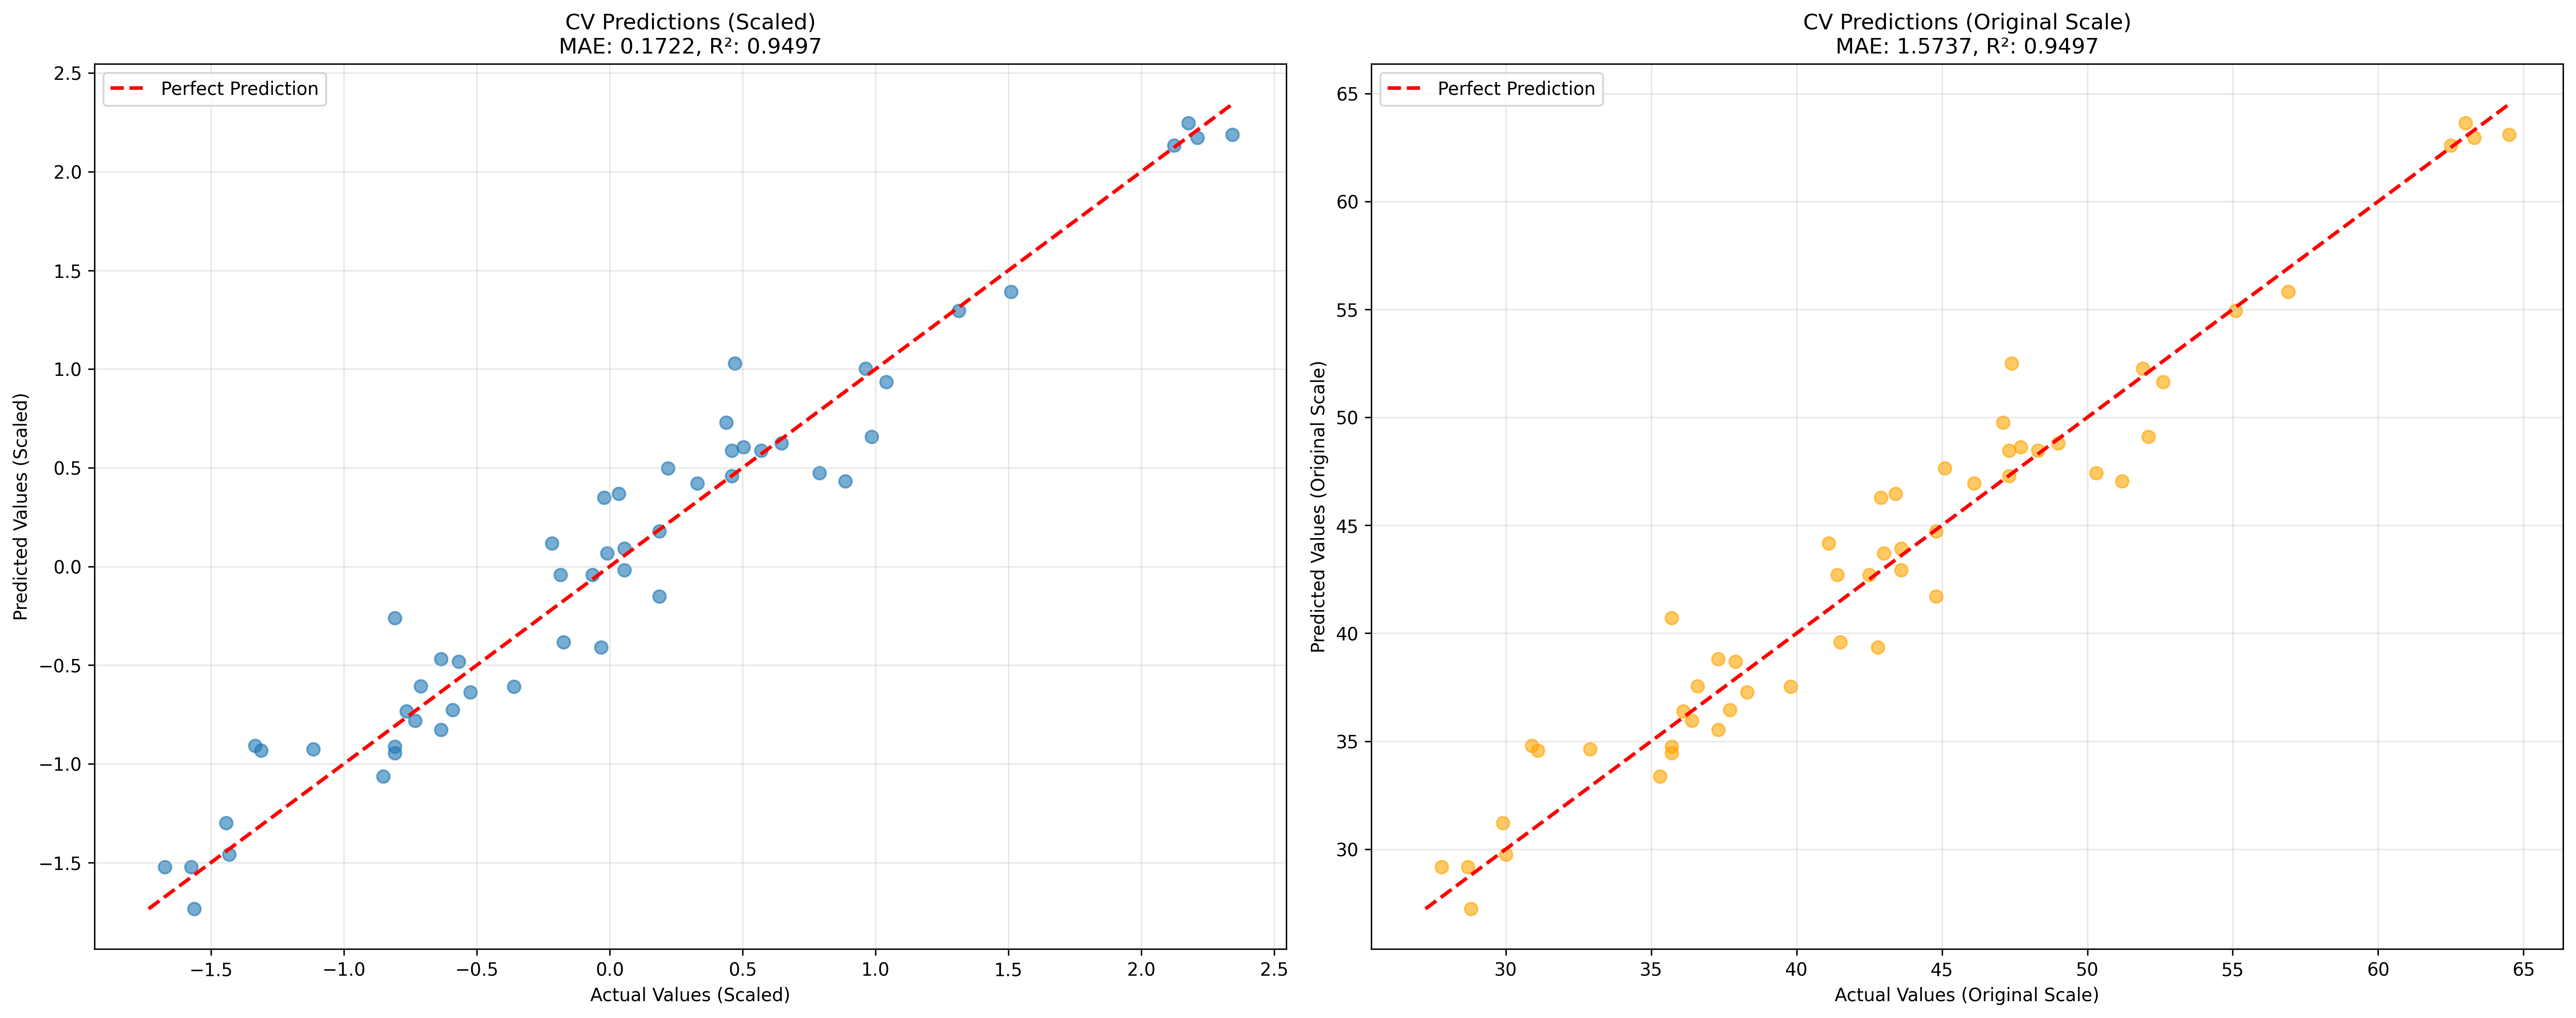 CV Predictions (Scaled)
MAE: 0.1722, R²: 0.9497
Perfect Prediction
2.5
2.0
1.5
1.0
0.5
0.0
−0.5
−1.0
−1.5
Predicted Values (Scaled)
−1.5 −1.0 −0.5 0.0 0.5 1.0 1.5 2.0 2.5
Actual Values (Scaled)
CV Predictions (Original Scale)
MAE: 1.5737, R²: 0.9497
Perfect Prediction
65
60
55
50
45
40
35
30
Predicted Values (Original Scale)
30 35 40 45 50 55 60 65
Actual Values (Original Scale)